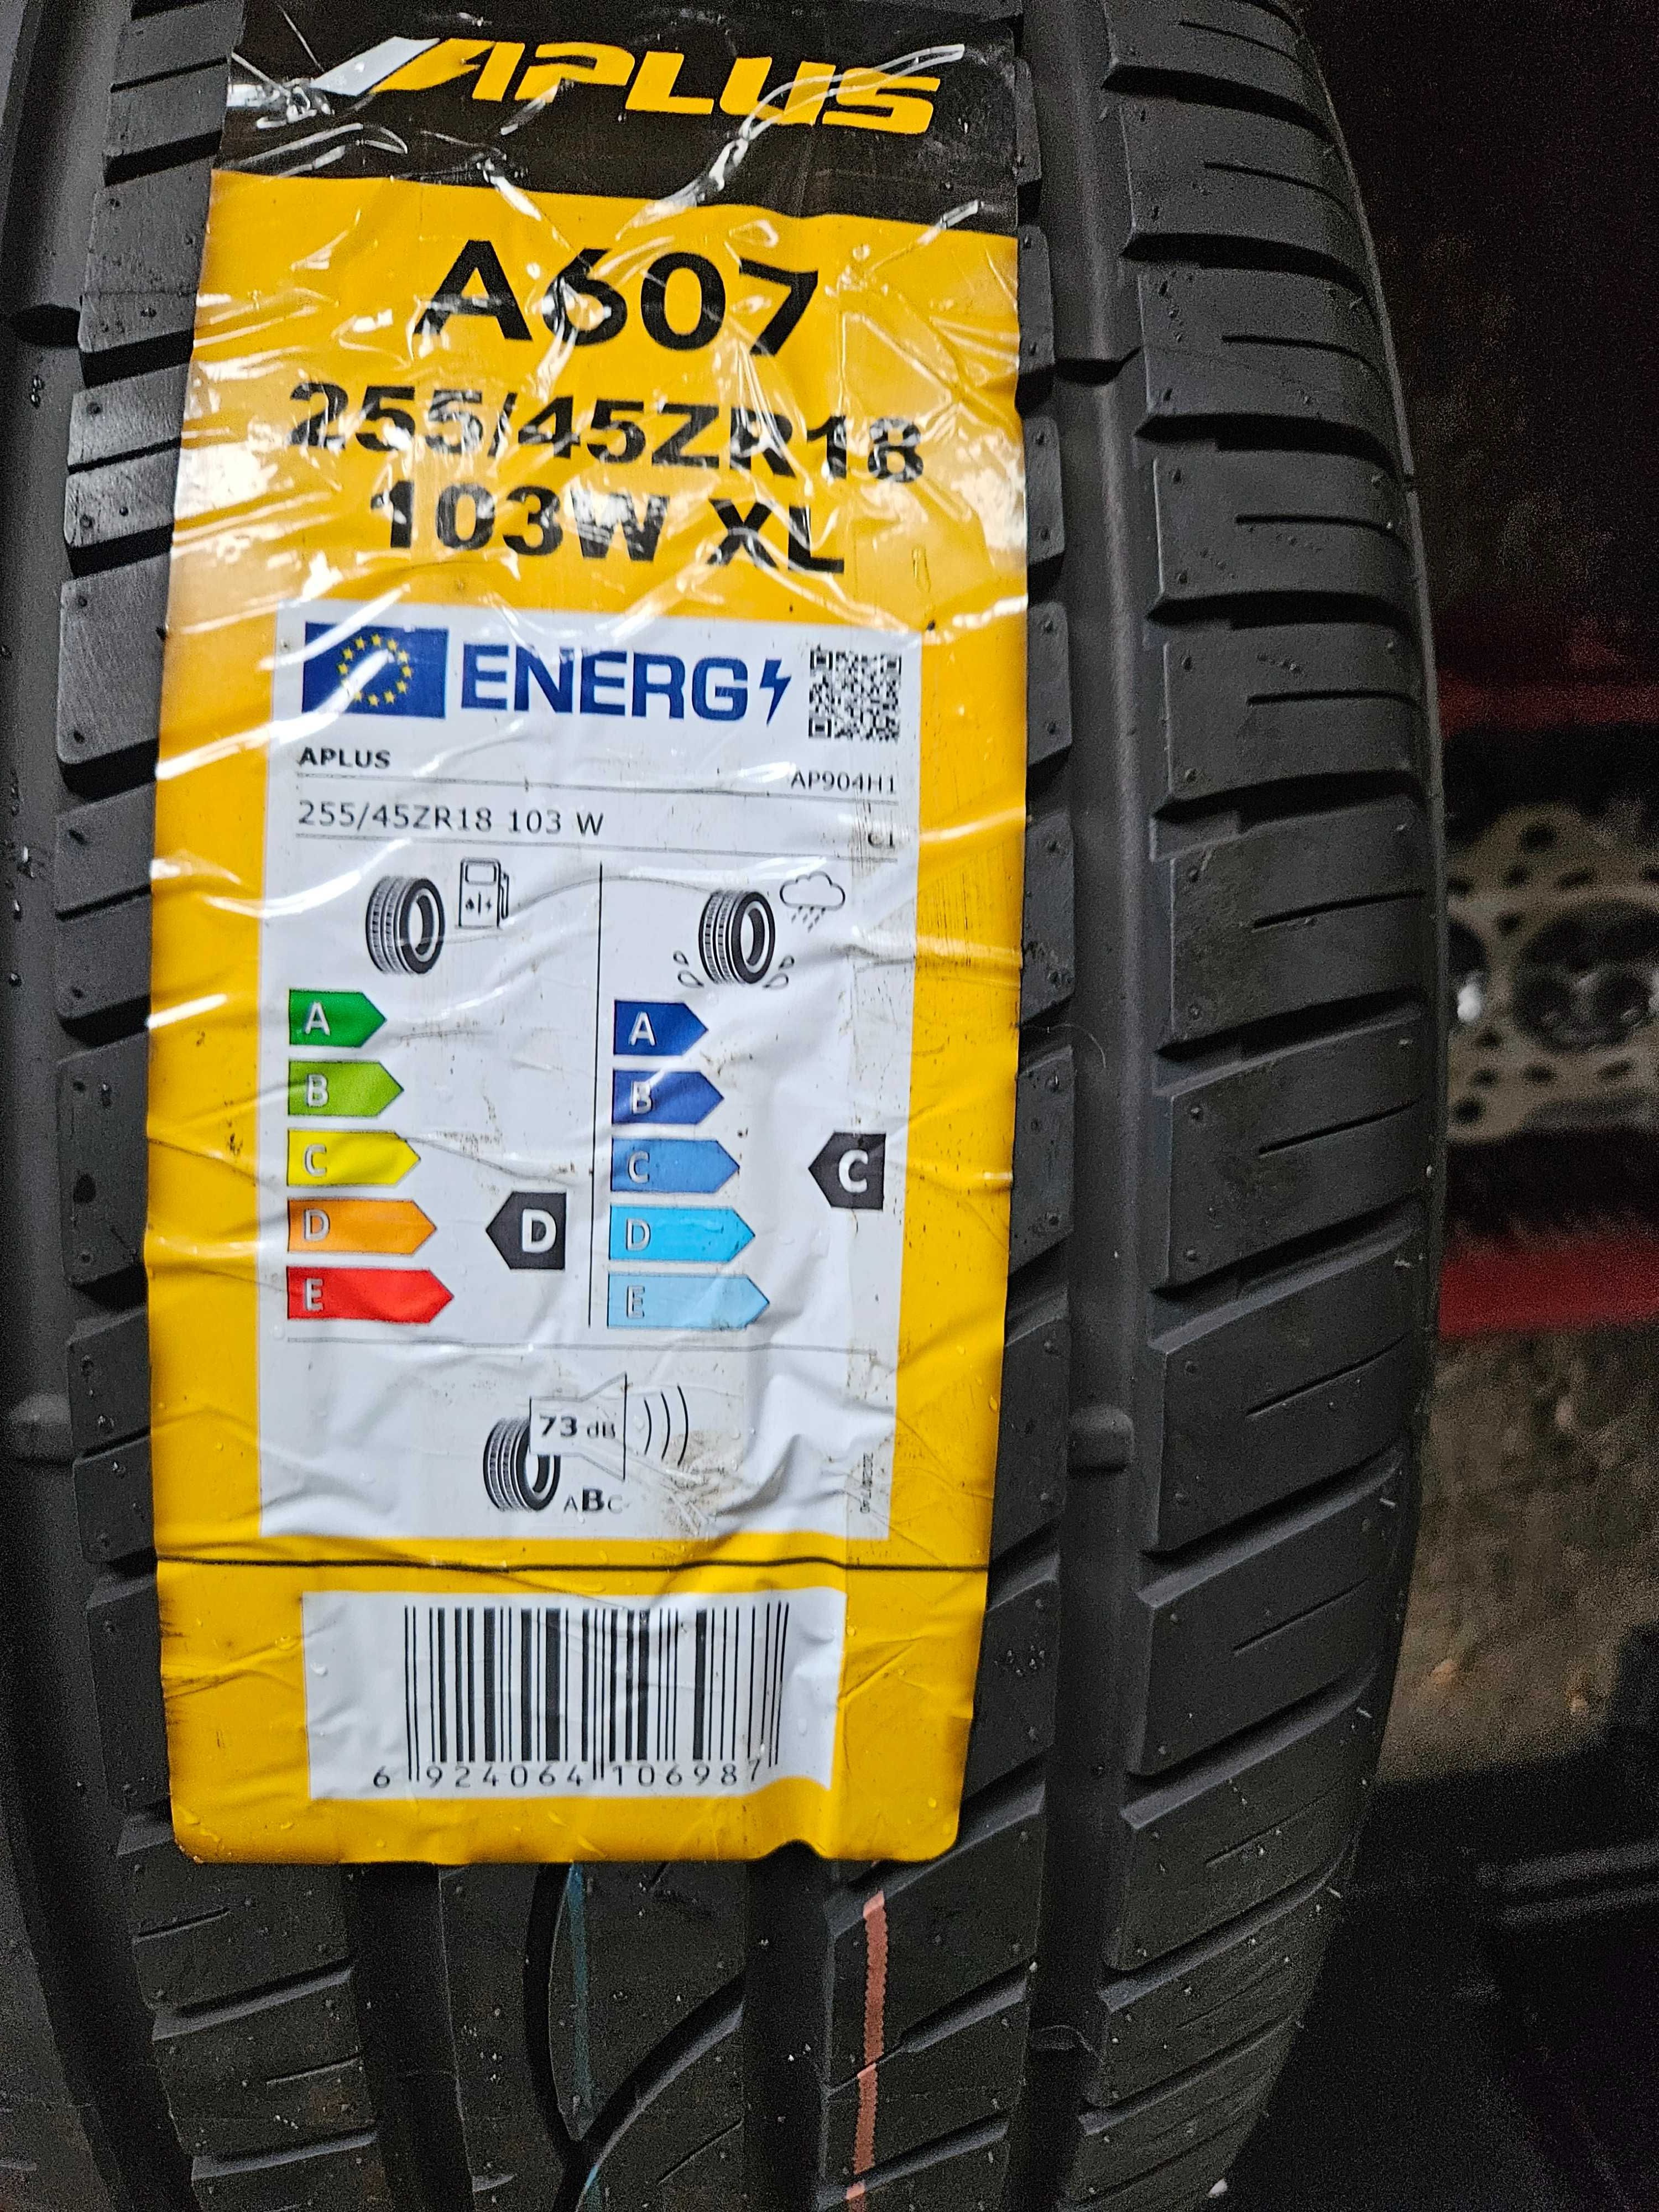 APLUS
A607
255/45ZR18
103W XL
ENERG
APLUS
AP904H1
255/45ZR18 103 W
C1
A
B
C
D
E
D
A
B
C
D
E
C
73 dB
ABC
6 924064 106987